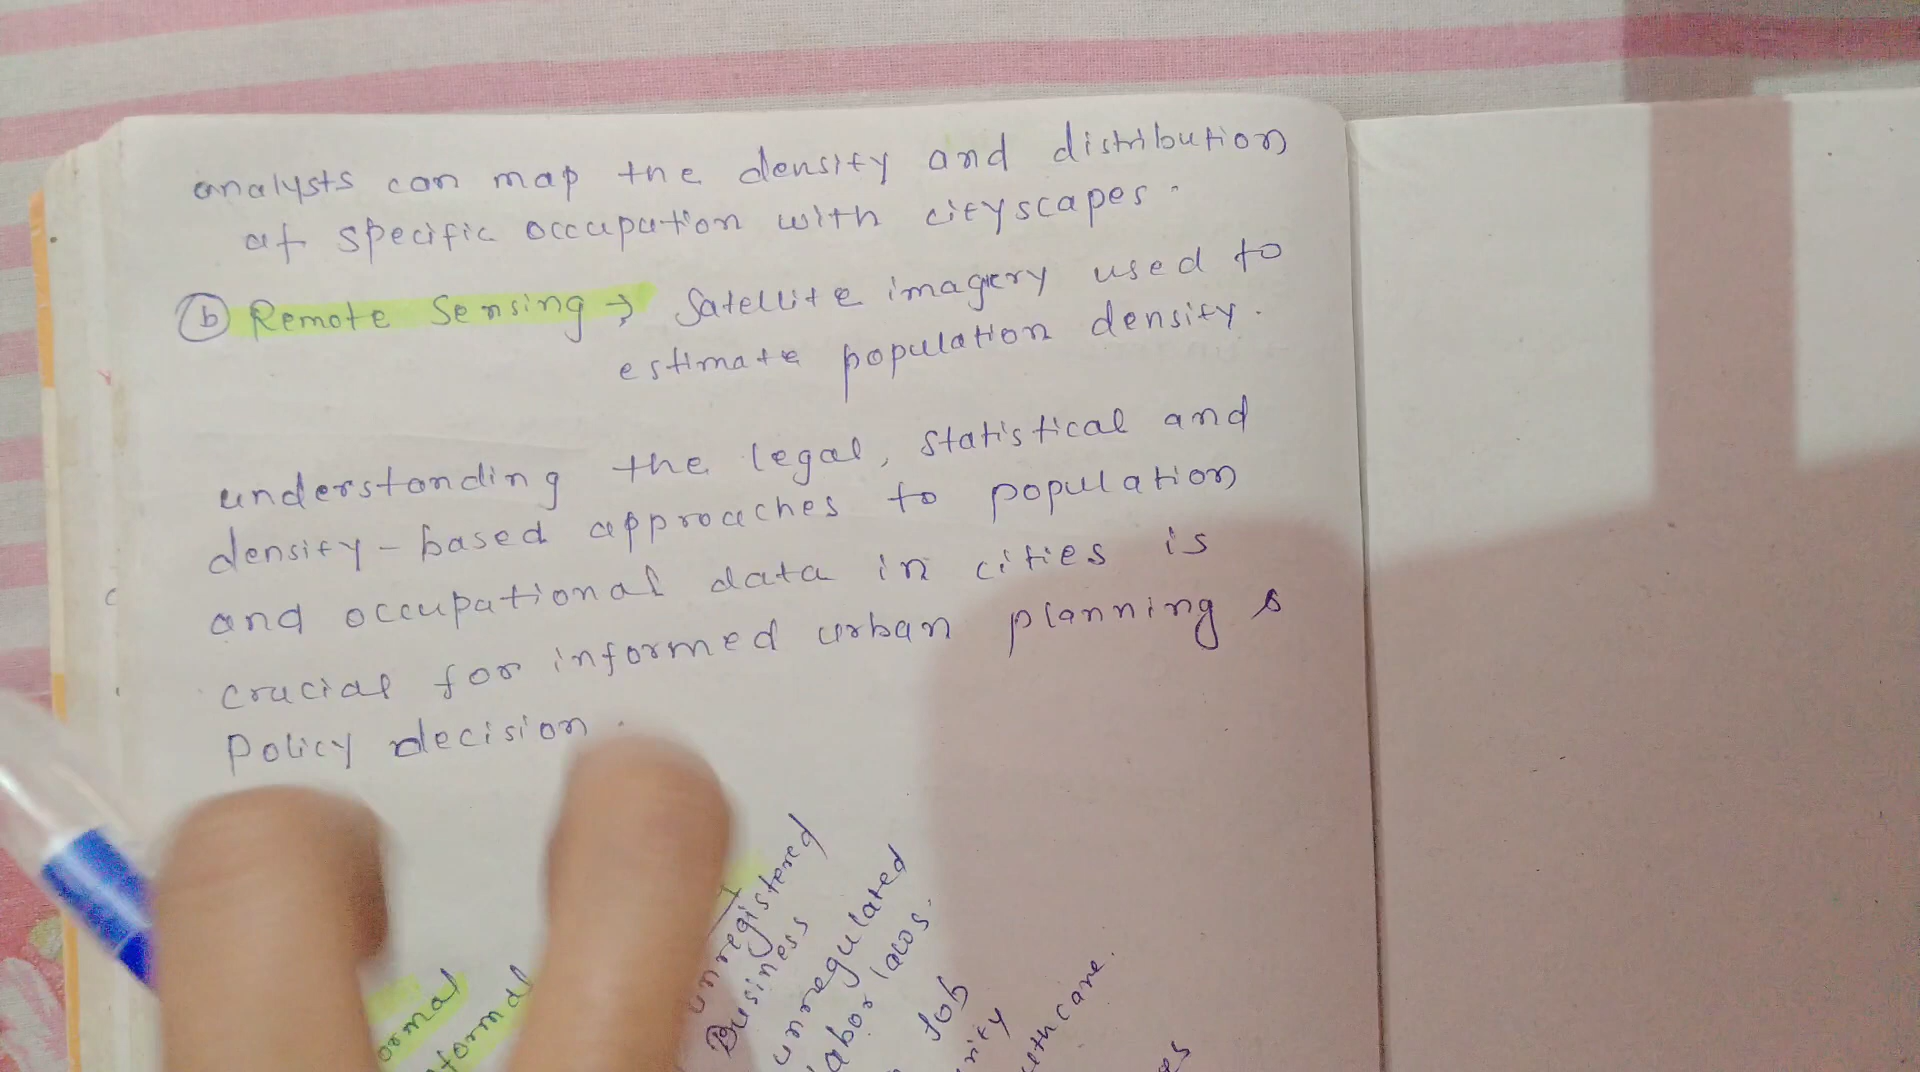 analysts can map the density and distribution
of specific occupation with cityscapes.
(b) Remote Sensing → Satellite imagery used to
estimate population density.
understanding the legal, statistical and
density-based approaches to population
and occupational data in cities is
crucial for informed urban planning &
Policy decision.
unregistered
Business
unregulated
labor laws.
Job